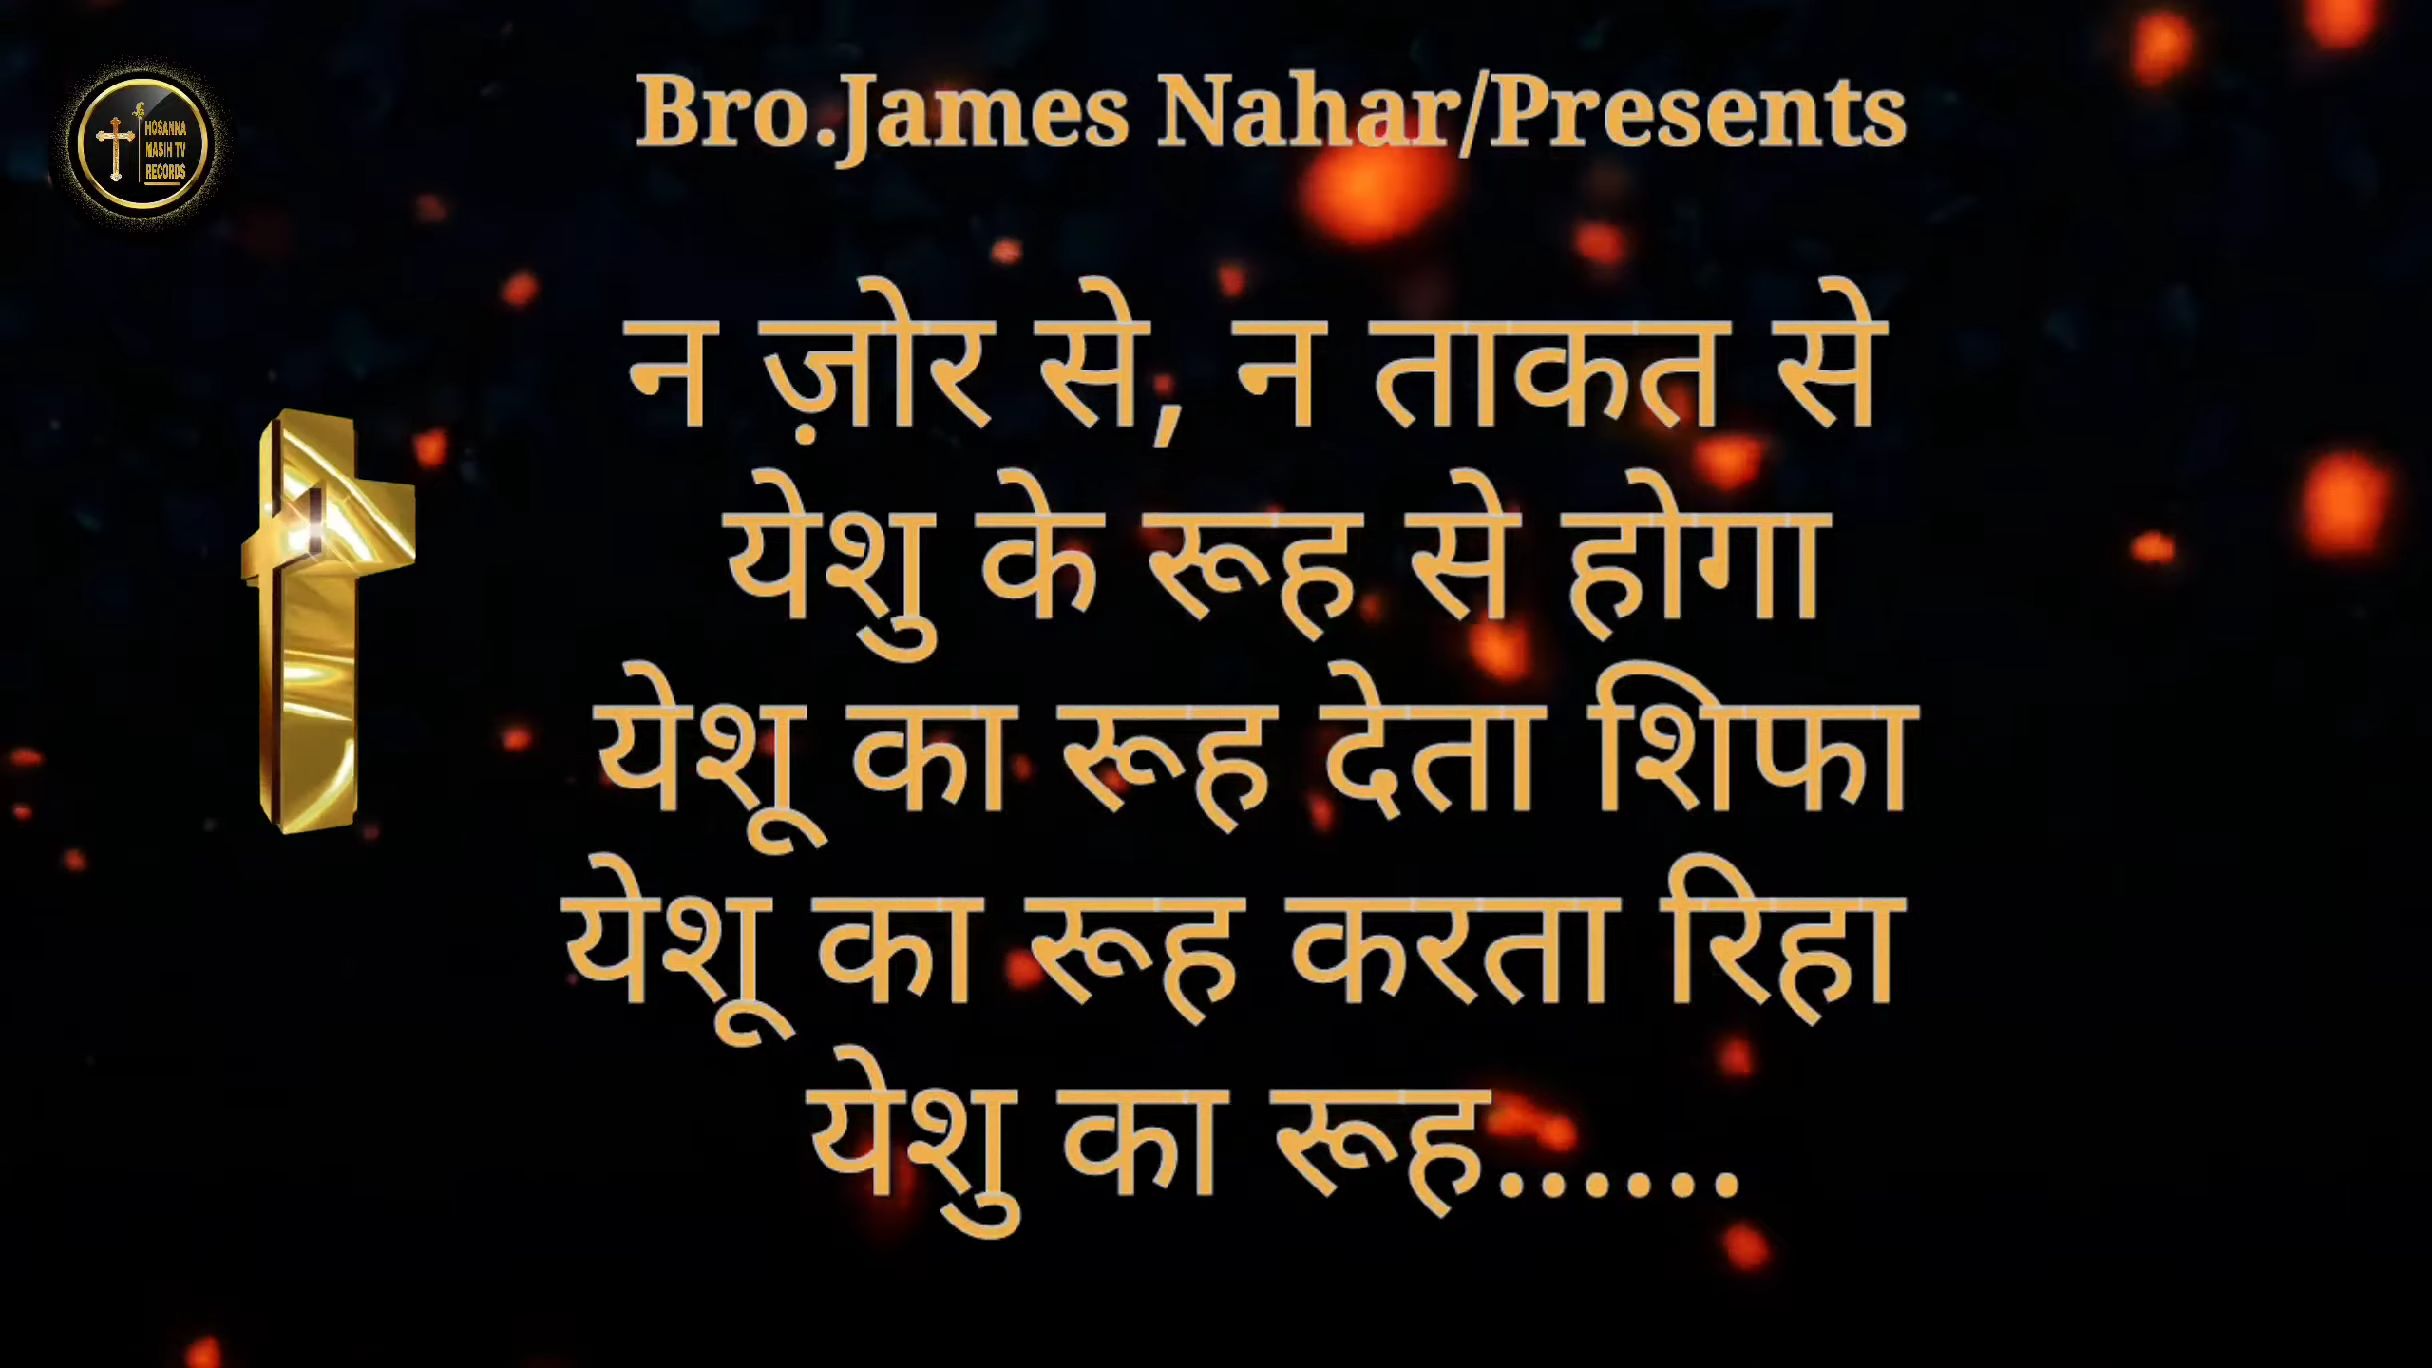 HOSANNA
MASIH TV
RECORDS
Bro.James Nahar/Presents
न ज़ोर से, न ताकत से
येशु के रूह से होगा
येशू का रूह देता शिफा
येशू का रूह करता रिहा
येशु का रूह......